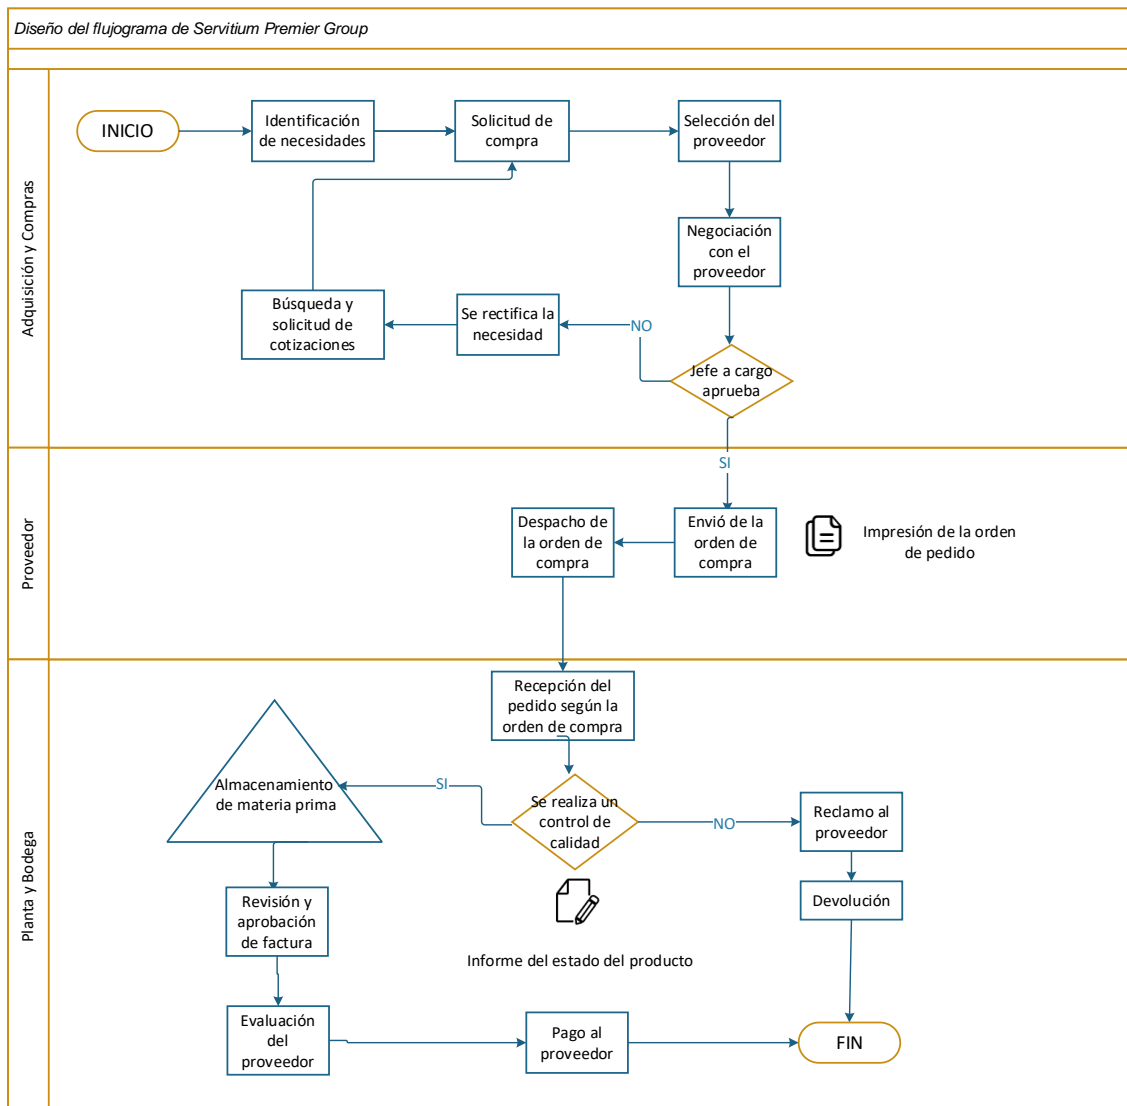 Diseño del flujograma de Servitium Premier Group
Adquisición y Compras
INICIO
Identificación
de necesidades
Solicitud de
compra
Selección del
proveedor
Negociación
con el
proveedor
Búsqueda y
solicitud de
cotizaciones
Se rectifica la
necesidad
NO
Jefe a cargo
aprueba
SI
Proveedor
Despacho de
la orden de
compra
Envió de la
orden de
compra
Impresión de la orden
de pedido
Planta y Bodega
Recepción del
pedido según la
orden de compra
Almacenamiento
de materia prima
SI
Se realiza un
control de
calidad
NO
Reclamo al
proveedor
Devolución
Revisión y
aprobación
de factura
Informe del estado del producto
Evaluación
del
proveedor
Pago al
proveedor
FIN